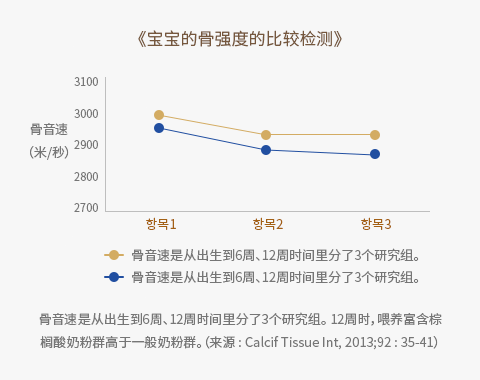 《宝宝的骨强度的比较检测》
3100
3000
2900
2800
2700
骨音速
(米/秒)
항목1
항목2
항목3
骨音速是从出生到6周、12周时间里分了3个研究组。
骨音速是从出生到6周、12周时间里分了3个研究组。
骨音速是从出生到6周、12周时间里分了3个研究组。12周时，喂养富含棕
榈酸奶粉群高于一般奶粉群。(来源 : Calcif Tissue Int, 2013;92 : 35-41)